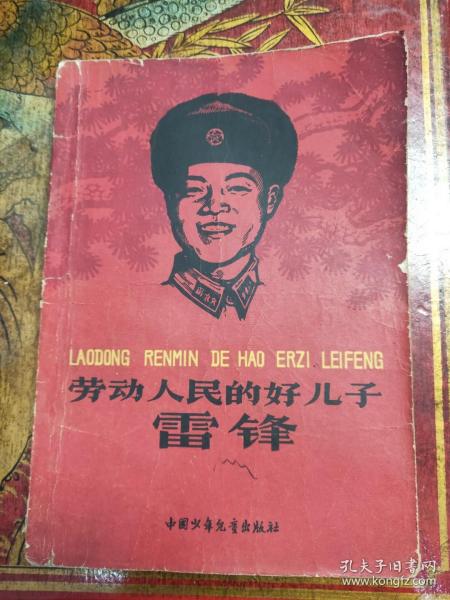 LAODONG RENMIN DE HAO ERZI LEIFENG
劳动人民的好儿子
雷锋
中国少年儿童出版社
孔夫子旧书网
www.kongfz.com